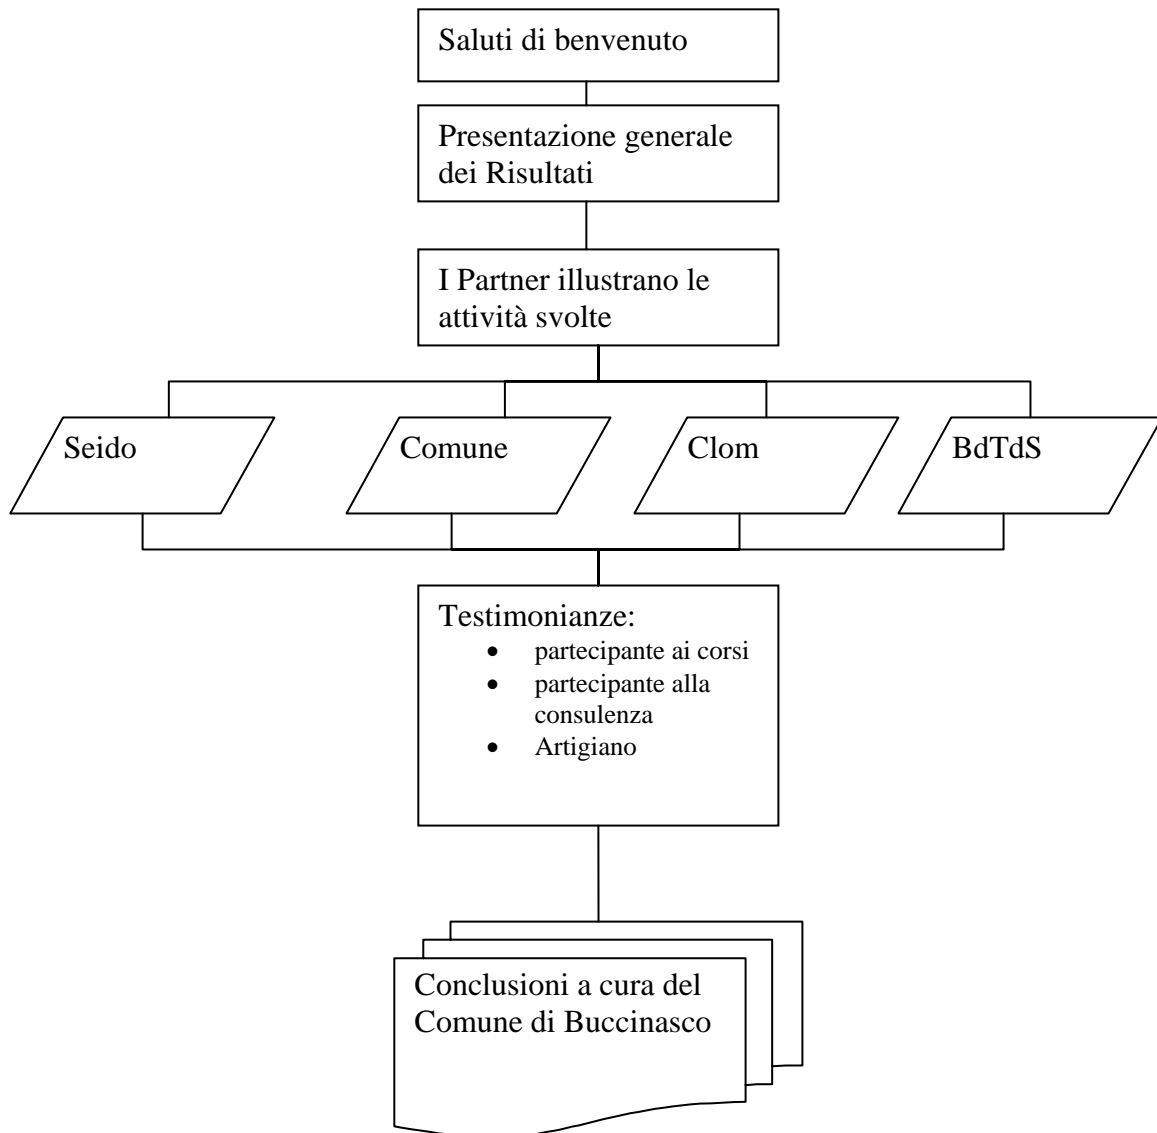 Saluti di benvenuto
Presentazione generale
dei Risultati
I Partner illustrano le
attività svolte
Seido
Comune
Clom
BdTdS
Testimonianze:
• partecipante ai corsi
• partecipante alla
consulenza
• Artigiano
Conclusioni a cura del
Comune di Buccinasco